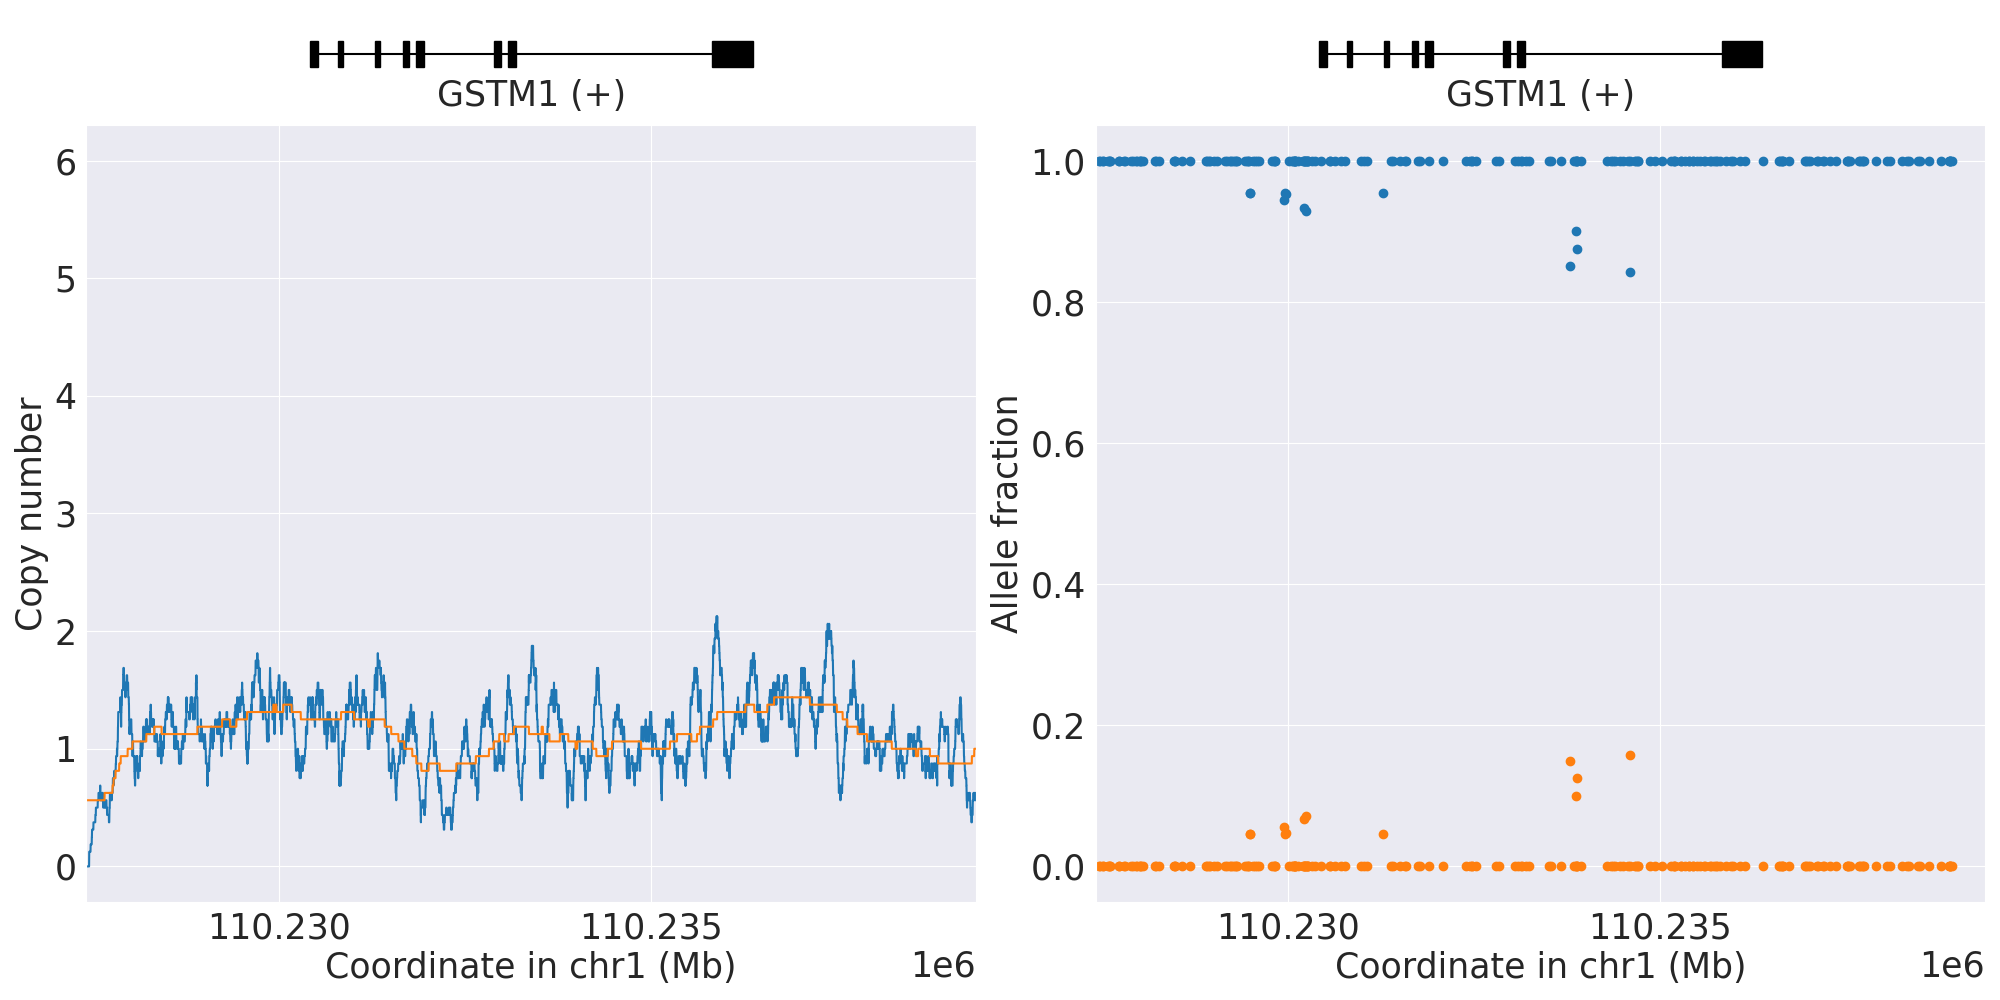 GSTM1 (+)
6
5
4
3
2
1
0
Copy number
110.230
110.235
Coordinate in chr1 (Mb)
1e6
GSTM1 (+)
1.0
0.8
0.6
0.4
0.2
0.0
Allele fraction
110.230
110.235
Coordinate in chr1 (Mb)
1e6